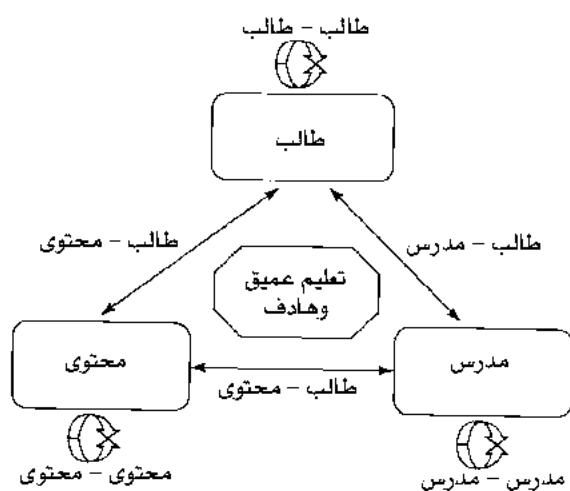 طالب – طالب
طالب
طالب – مدرس
طالب – محتوى
تعليم عميق
وهادف
مدرس
محتوى
طالب – محتوى
مدرس – مدرس
محتوى – محتوى